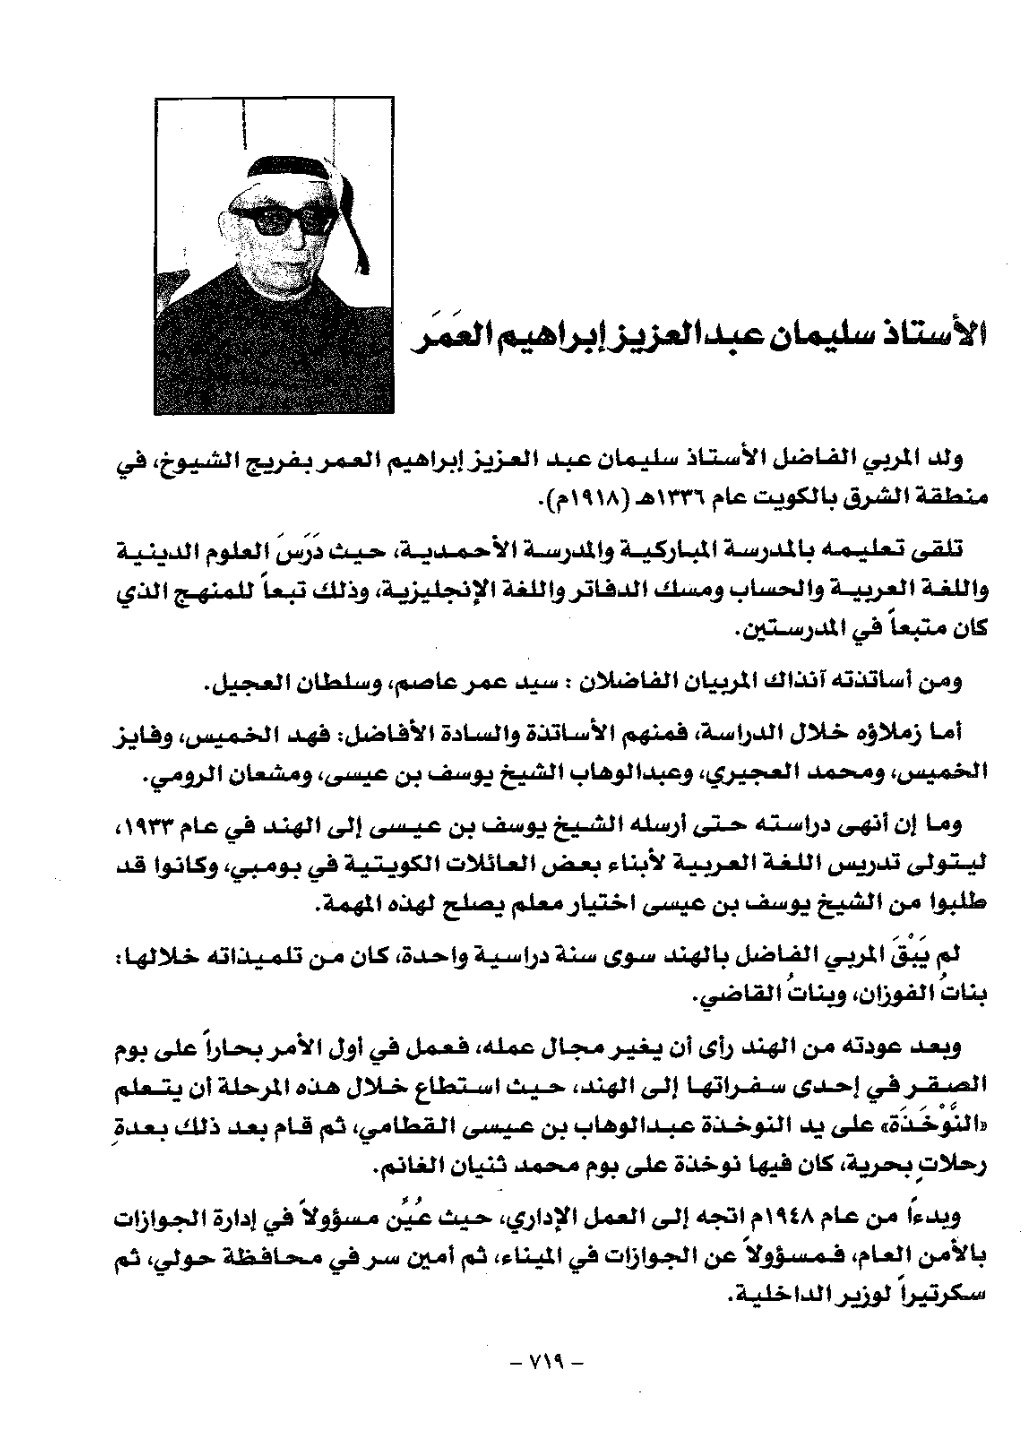 الأستاذ سليمان عبدالعزيز إبراهيم العَمَر
ولد المربي الفاضل الأستاذ سليمان عبد العزيز إبراهيم العمر بفريج الشيوخ، في
منطقة الشرق بالكويت عام ١٣٣٦هـ (١٩١٨م).
تلقى تعليمه بالمدرسة المباركية والمدرسة الأحمدية، حيث دَرَسَ العلوم الدينية
واللغة العربية والحساب ومسك الدفاتر واللغة الإنجليزية، وذلك تبعاً للمنهج الذي
كان متبعاً في المدرستين.
ومن أساتذته آنذاك المربيان الفاضلان : سيد عمر عاصم، وسلطان العجيل.
أما زملاؤه خلال الدراسة، فمنهم الأساتذة والسادة الأفاضل: فهد الخميس، وفايز
الخميس، ومحمد العجيري، وعبدالوهاب الشيخ يوسف بن عيسى، ومشعان الرومي.
وما إن أنهى دراسته حتى أرسله الشيخ يوسف بن عيسى إلى الهند في عام ١٩٣٣،
ليتولى تدريس اللغة العربية لأبناء بعض العائلات الكويتية في بومبي، وكانوا قد
طلبوا من الشيخ يوسف بن عيسى اختيار معلم يصلح لهذه المهمة.
لم يَبْقَ المربي الفاضل بالهند سوى سنة دراسية واحدة، كان من تلميذاته خلالها:
بناتُ الفوزان، وبناتُ القاضي.
وبعد عودته من الهند رأى أن يغير مجال عمله، فعمل في أول الأمر بحاراً على بوم
الصقر في إحدى سفراتها إلى الهند، حيث استطاع خلال هذه المرحلة أن يتعلم
«النَّوْخَذَة» على يد النوخذة عبدالوهاب بن عيسى القطامي، ثم قام بعد ذلك بعدةِ
رحلاتٍ بحرية، كان فيها نوخذة على بوم محمد ثنيان الغانم.
وبدءاً من عام ١٩٤٨م اتجه إلى العمل الإداري، حيث عُيِّن مسؤولاً في إدارة الجوازات
بالأمن العام، فمسؤولاً عن الجوازات في الميناء، ثم أمين سر في محافظة حولي، ثم
سكرتيراً لوزير الداخلية.
– ٧١٩ –